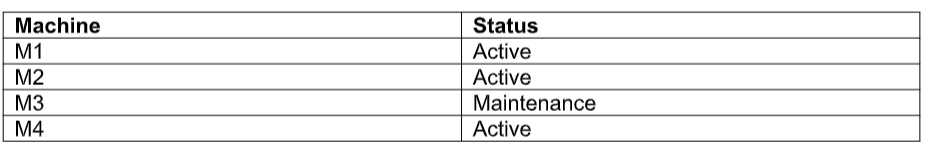 Machine Status
M1 Active
M2 Active
M3 Maintenance
M4 Active